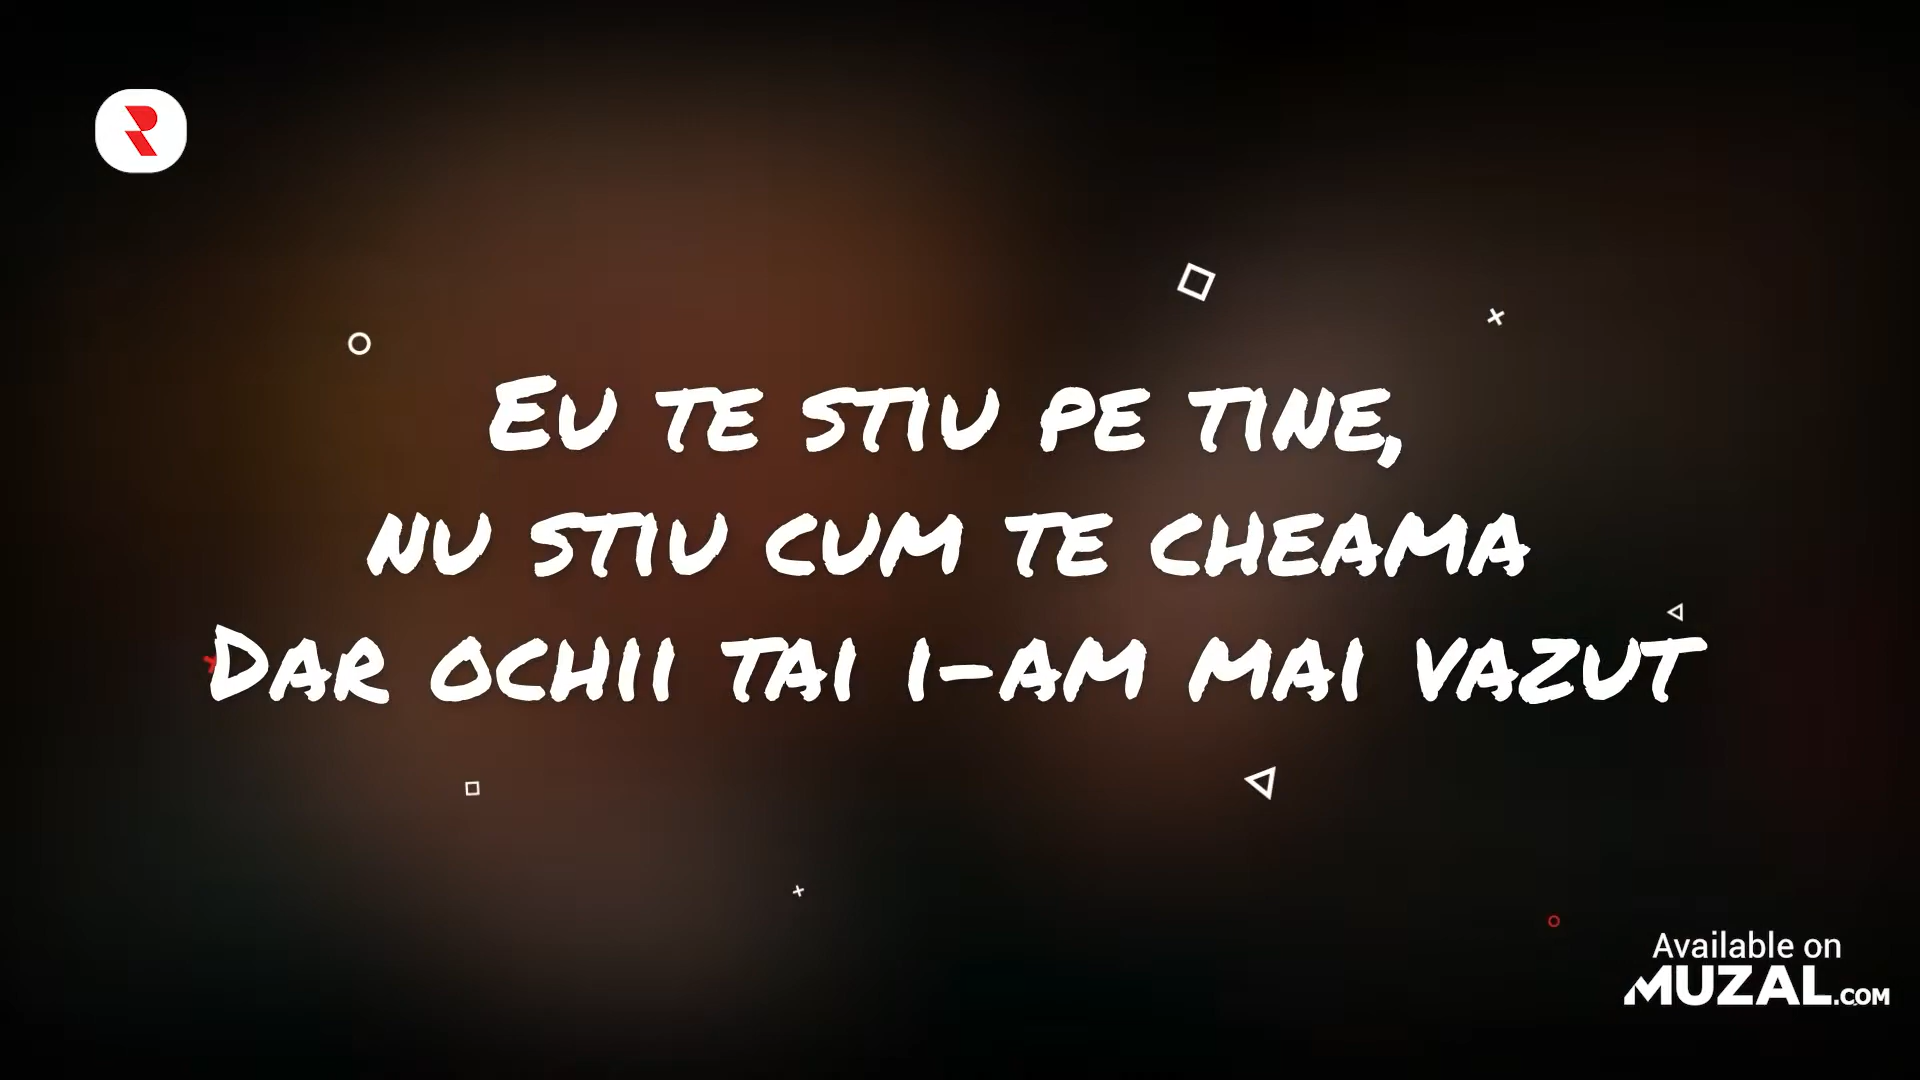 Eu te stiu pe tine,
nu stiu cum te cheama
Dar ochii tai i-am mai vazut
Available on
MUZAL.COM